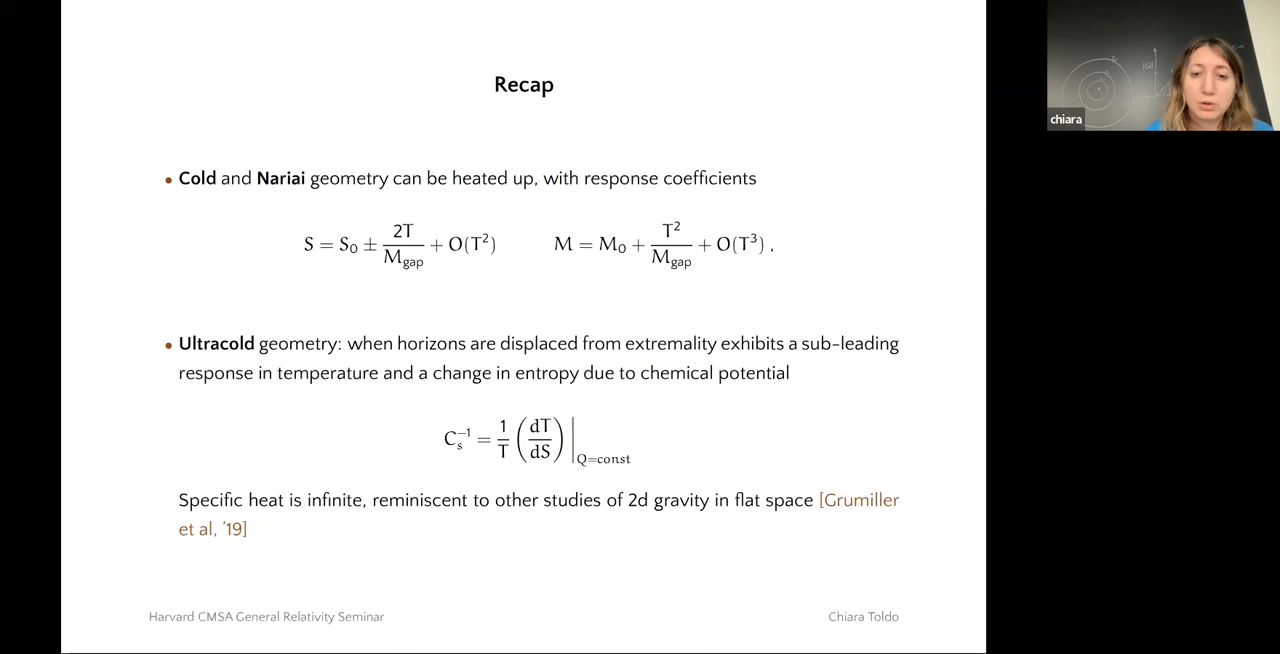 Recap
• Cold and Nariai geometry can be heated up, with response coefficients
S = S₀ ± 2T/M_gap + O(T²) M = M₀ + T²/M_gap + O(T³) ,
• Ultracold geometry: when horizons are displaced from extremality exhibits a sub-leading
response in temperature and a change in entropy due to chemical potential
C_s⁻¹ = 1/T (dT/dS)|_Q=const
Specific heat is infinite, reminiscent to other studies of 2d gravity in flat space [Grumiller
et al, '19]
Harvard CMSA General Relativity Seminar
Chiara Toldo
chiara